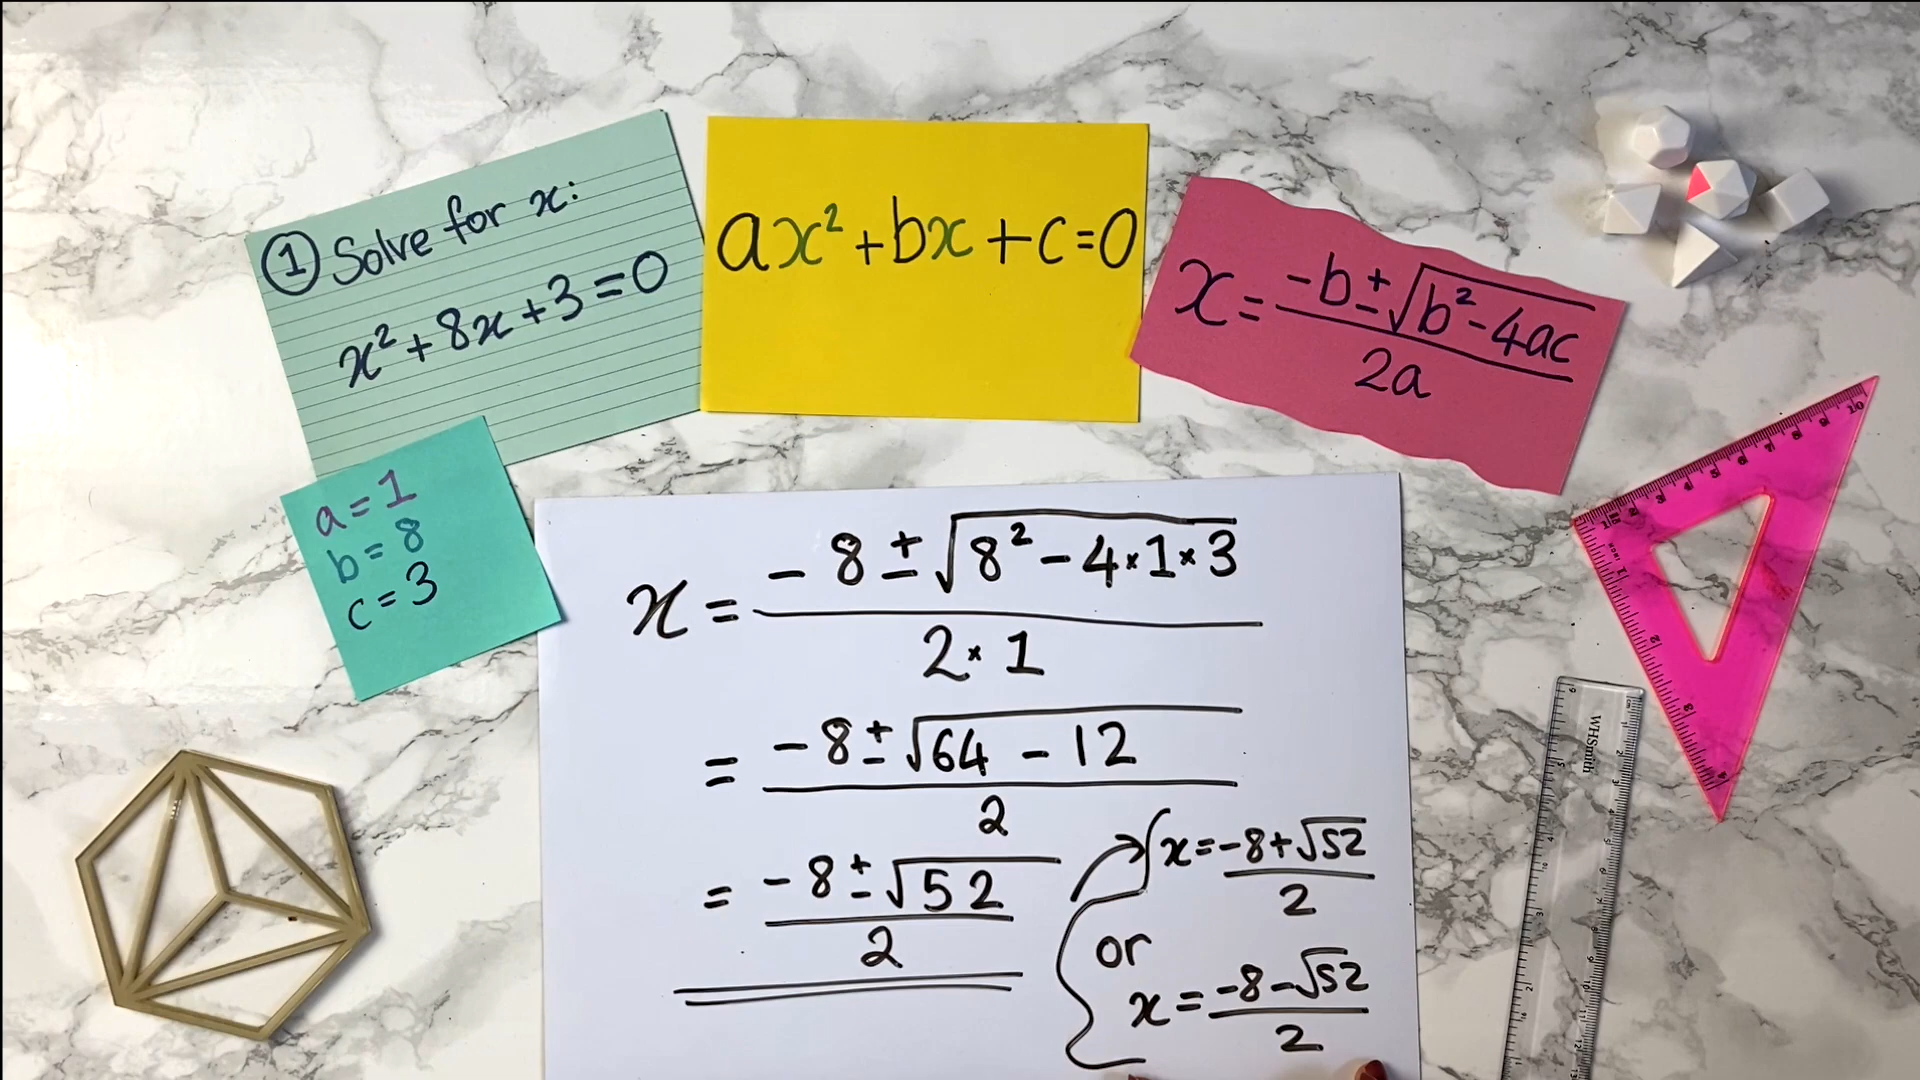 ① Solve for x:
x² + 8x + 3 = 0
ax² + bx + c = 0
x = (-b ± √(b² - 4ac)) / 2a
a = 1
b = 8
c = 3
x = (-8 ± √(8² - 4×1×3)) / (2×1)
= (-8 ± √(64 - 12)) / 2
= (-8 ± √52) / 2
x = (-8 + √52) / 2
or
x = (-8 - √52) / 2
WHSmith